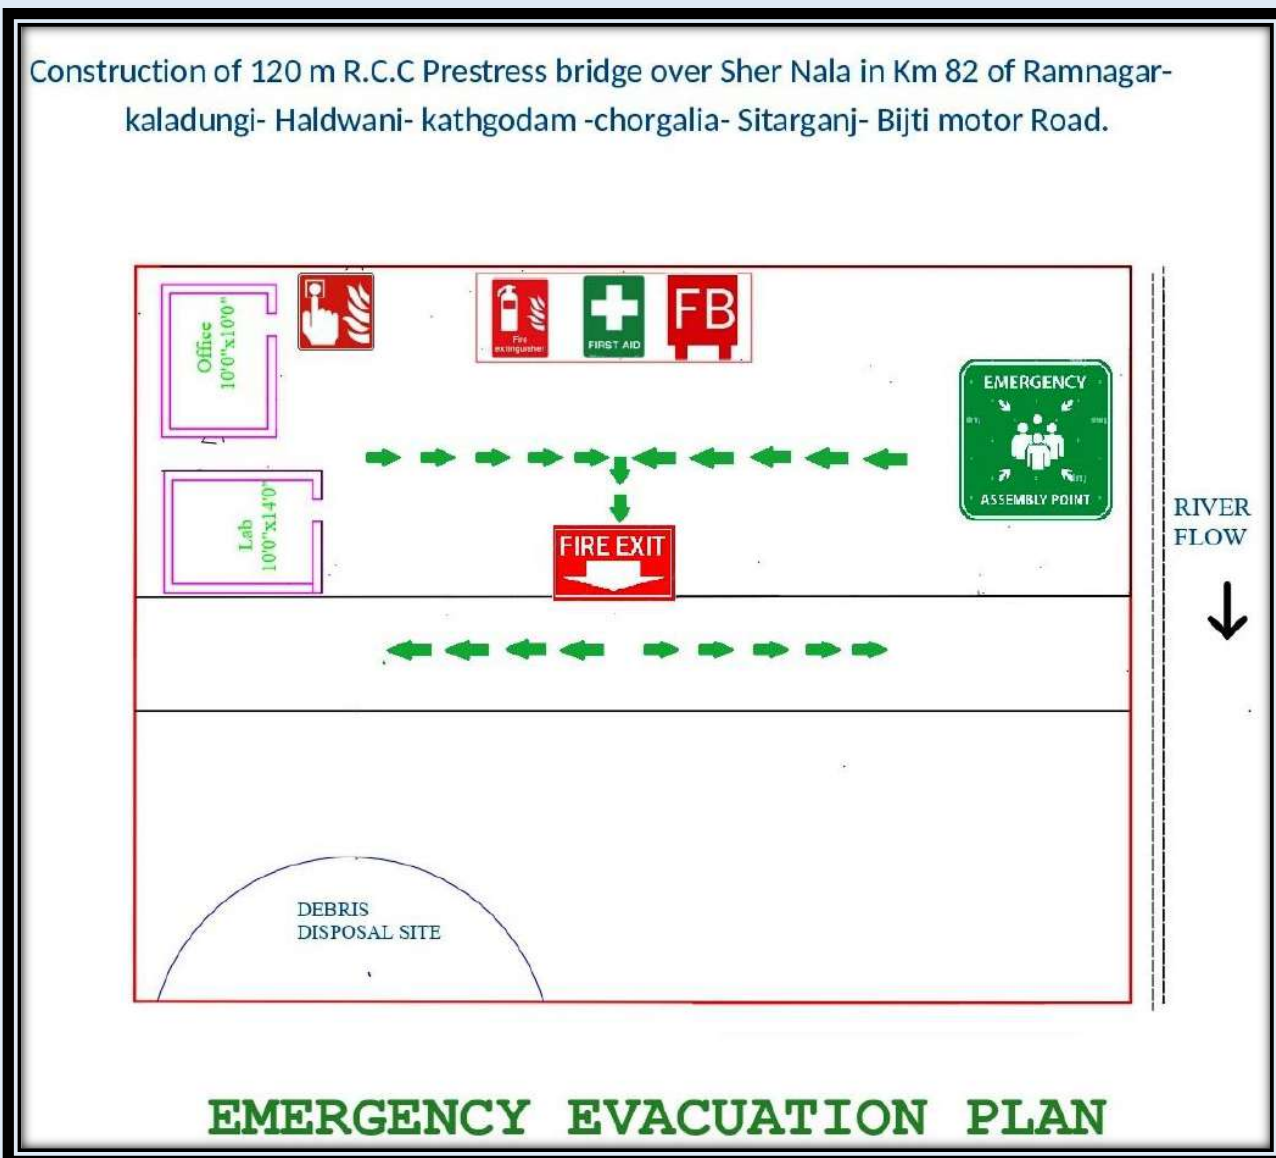 Construction of 120 m R.C.C Prestress bridge over Sher Nala in Km 82 of Ramnagar-
kaladungi- Haldwani- kathgodam -chorgalia- Sitarganj- Bijti motor Road.
Office
10'0"x10'0"
Fire
extinguisher
FIRST AID
FB
EMERGENCY
ASSEMBLY POINT
Lab
10'0"x14'0"
FIRE EXIT
RIVER
FLOW
DEBRIS
DISPOSAL SITE
EMERGENCY EVACUATION PLAN